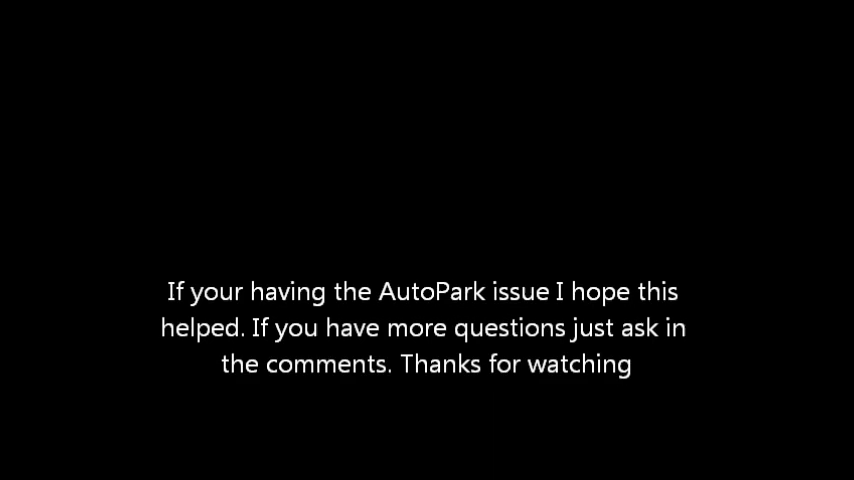 If your having the AutoPark issue I hope this
helped. If you have more questions just ask in
the comments. Thanks for watching